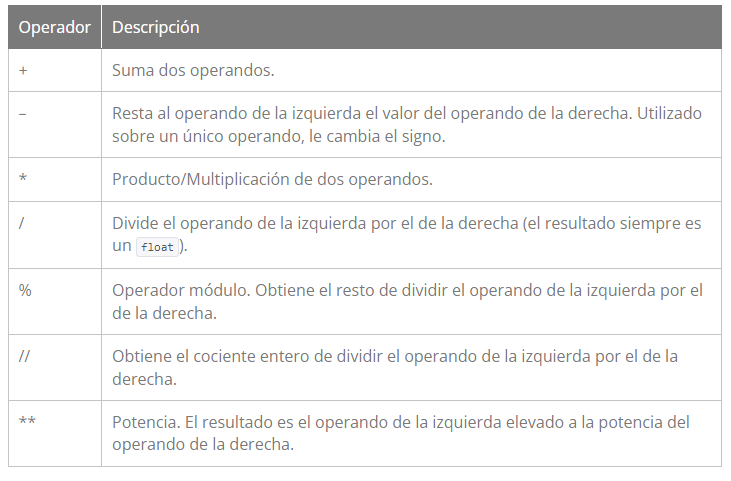 Operador Descripción
+ Suma dos operandos.
– Resta al operando de la izquierda el valor del operando de la derecha. Utilizado
sobre un único operando, le cambia el signo.
* Producto/Multiplicación de dos operandos.
/ Divide el operando de la izquierda por el de la derecha (el resultado siempre es
un float).
% Operador módulo. Obtiene el resto de dividir el operando de la izquierda por el
de la derecha.
// Obtiene el cociente entero de dividir el operando de la izquierda por el de la
derecha.
** Potencia. El resultado es el operando de la izquierda elevado a la potencia del
operando de la derecha.